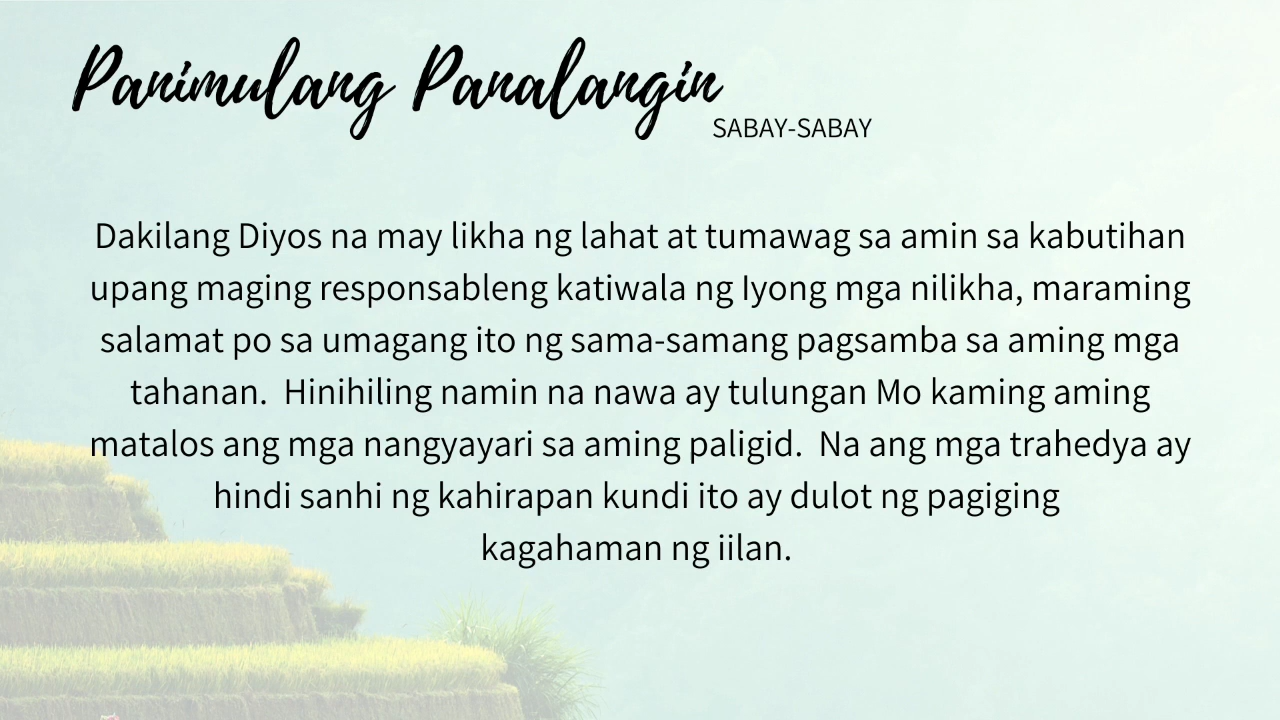 Panimulang Panalangin
SABAY-SABAY
Dakilang Diyos na may likha ng lahat at tumawag sa amin sa kabutihan
upang maging responsableng katiwala ng Iyong mga nilikha, maraming
salamat po sa umagang ito ng sama-samang pagsamba sa aming mga
tahanan.  Hinihiling namin na nawa ay tulungan Mo kaming aming
matalos ang mga nangyayari sa aming paligid.  Na ang mga trahedya ay
hindi sanhi ng kahirapan kundi ito ay dulot ng pagiging
kagahaman ng iilan.